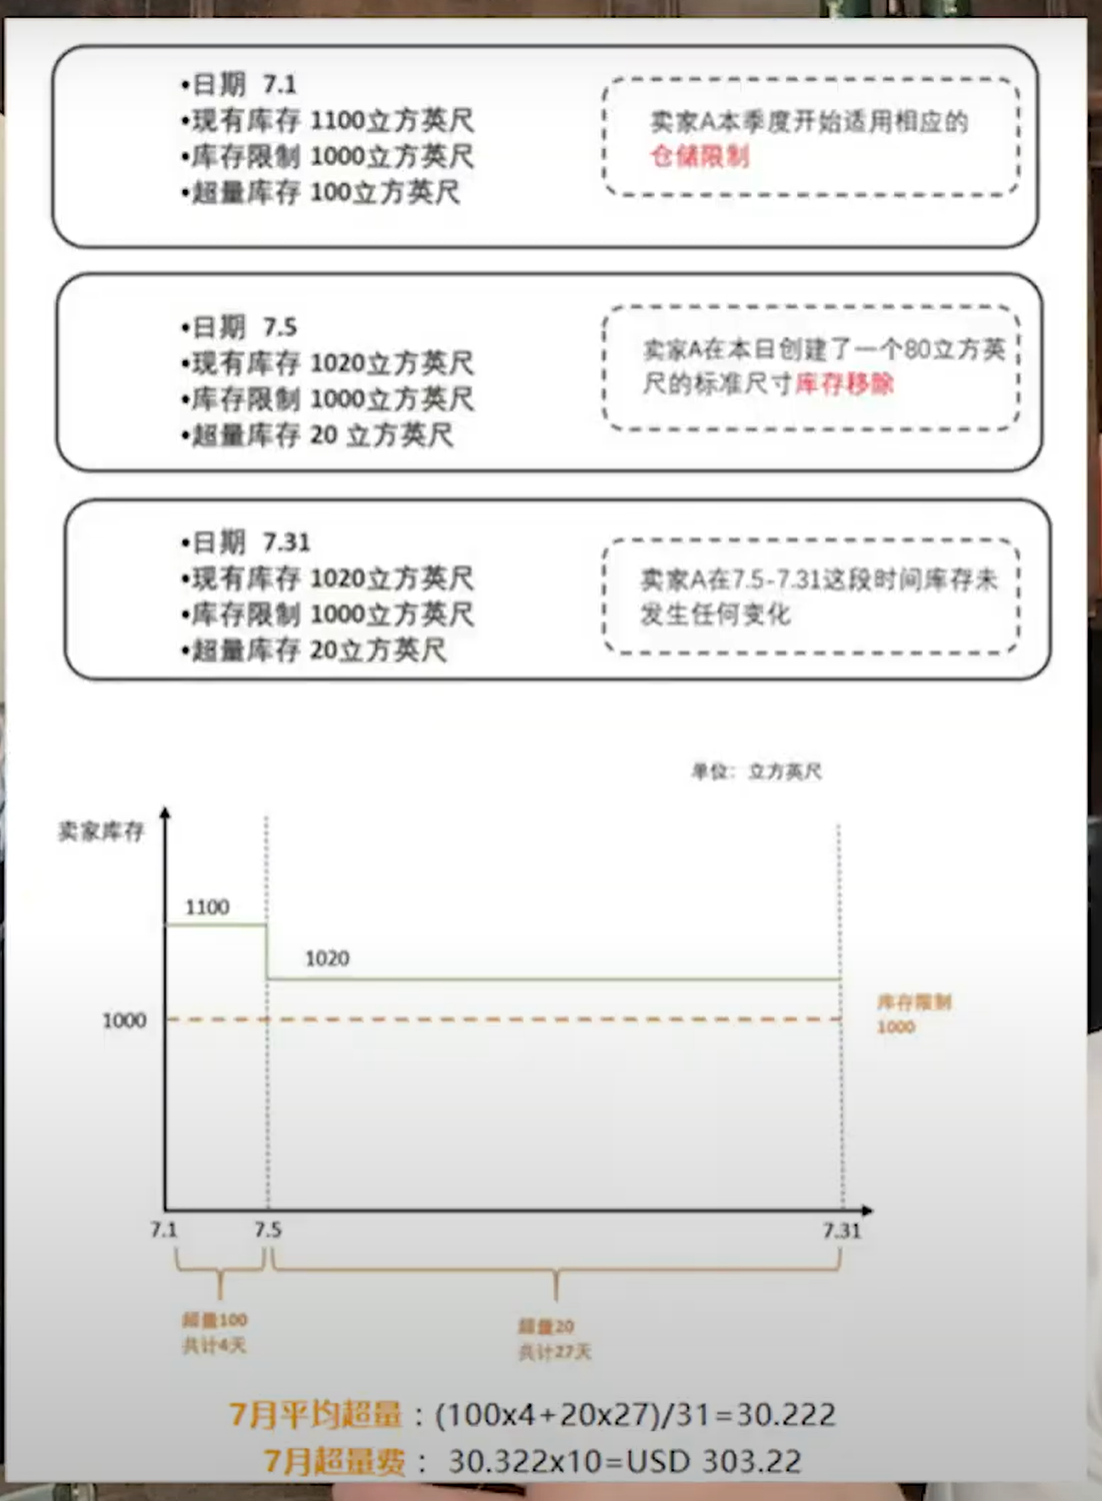 •日期 7.1
•现有库存 1100立方英尺
•库存限制 1000立方英尺
•超量库存 100立方英尺
卖家A本季度开始适用相应的
仓储限制
•日期 7.5
•现有库存 1020立方英尺
•库存限制 1000立方英尺
•超量库存 20 立方英尺
卖家A在本日创建了一个80立方英
尺的标准尺寸库存移除
•日期 7.31
•现有库存 1020立方英尺
•库存限制 1000立方英尺
•超量库存 20立方英尺
卖家A在7.5-7.31这段时间库存未
发生任何变化
单位：立方英尺
卖家库存
1100
1020
1000
库存限制
1000
7.1
7.5
7.31
超量100
共计4天
超量20
共计27天
7月平均超量：(100x4+20x27)/31=30.222
7月超量费： 30.322x10=USD 303.22